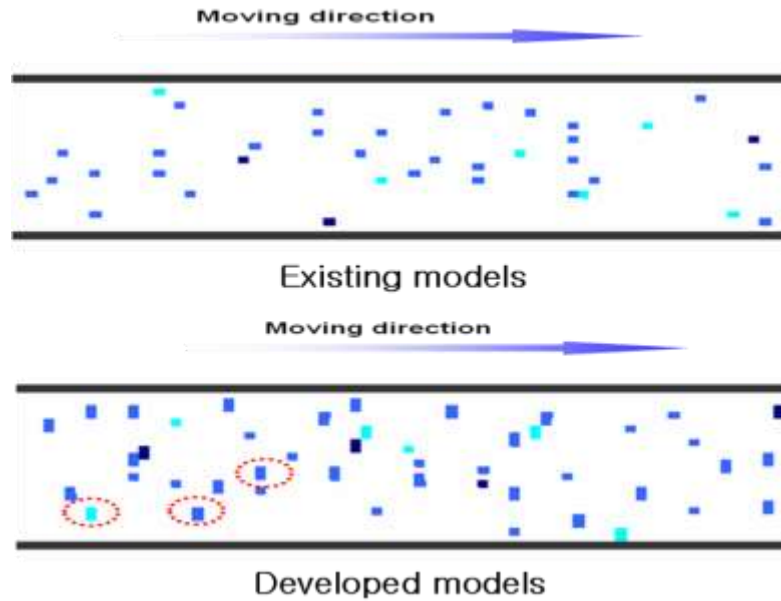 Moving direction
Existing models
Moving direction
Developed models